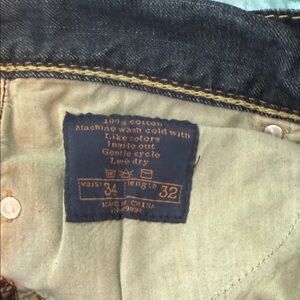 100% cotton
Machine wash cold with
Like colors
Inside out
Gentle cycle
Line dry
waist 34 length 32
MADE IN CHINA